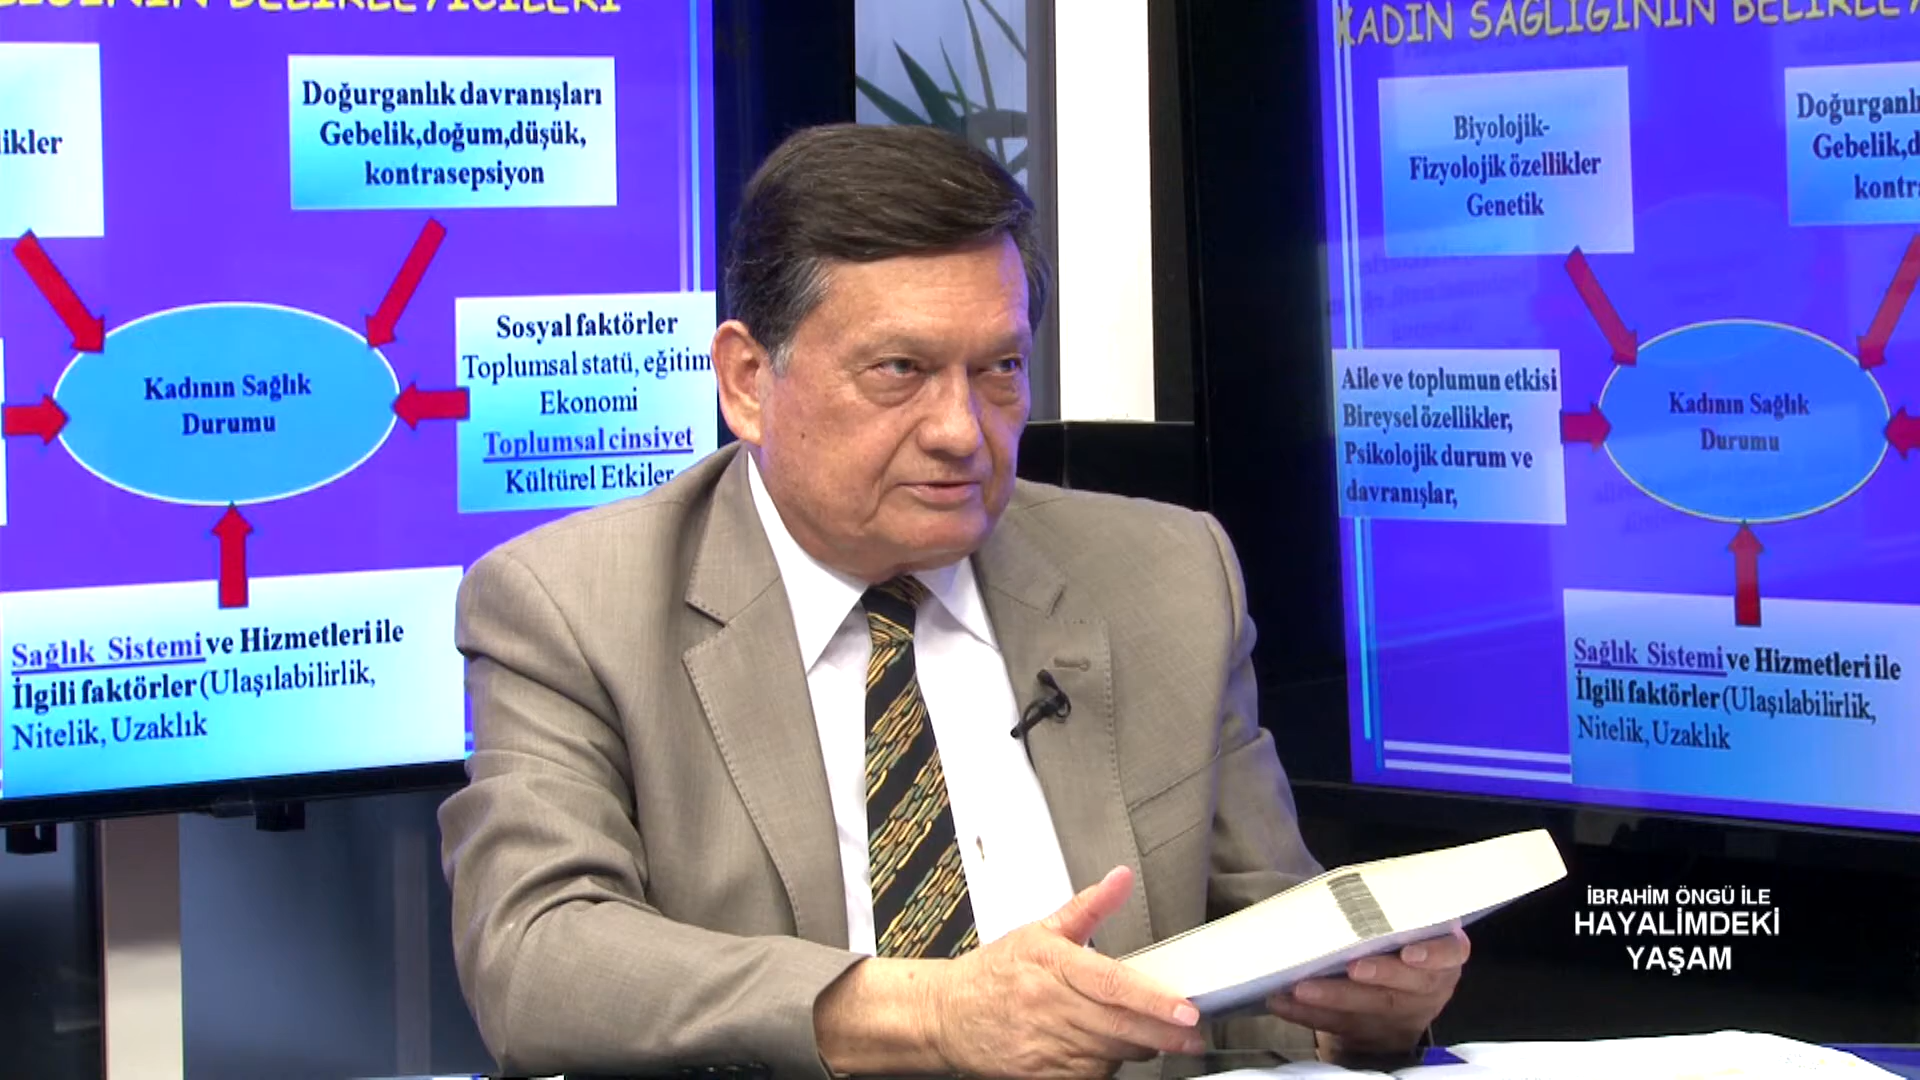 KADIN SAĞLIĞININ
likler
Doğurganlık davranışları
Gebelik,doğum,düşük,
kontrasepsiyon
Kadının Sağlık
Durumu
Sosyal faktörler
Toplumsal statü, eğitim
Ekonomi
Toplumsal cinsiyet
Kültürel Etkiler
Sağlık Sistemi ve Hizmetleri ile
İlgili faktörler (Ulaşılabilirlik,
Nitelik, Uzaklık
Biyolojik-
Fizyolojik özellikler
Genetik
Gebelik,d
Aile ve toplumun etkisi
Bireysel özellikler,
Psikolojik durum ve
davranışlar,
Kadının Sağlık
Durumu
Sağlık Sistemi ve Hizmetleri ile
İlgili faktörler (Ulaşılabilirlik,
Nitelik, Uzaklık
İBRAHİM ÖNGÜ İLE
HAYALİMDEKİ
YAŞAM